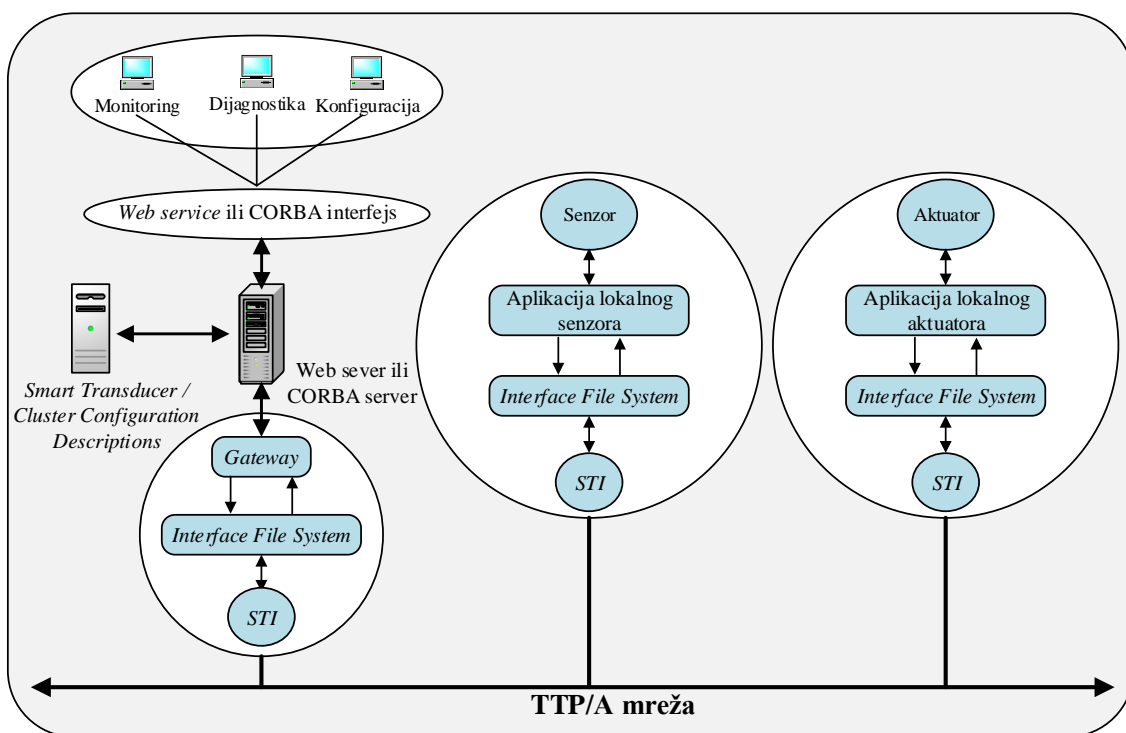 Monitoring
Dijagnostika
Konfiguracija
Web service ili CORBA interfejs
Smart Transducer /
Cluster Configuration
Descriptions
Web sever ili
CORBA server
Gateway
Interface File System
STI
Senzor
Aplikacija lokalnog
senzora
Interface File System
STI
Aktuator
Aplikacija lokalnog
aktuatora
Interface File System
STI
TTP/A mreža